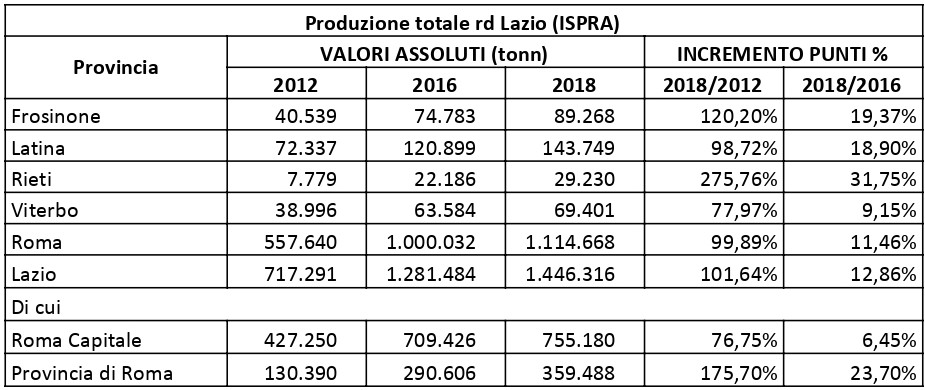 Produzione totale rd Lazio (ISPRA)
Provincia VALORI ASSOLUTI (tonn) INCREMENTO PUNTI %
2012 2016 2018 2018/2012 2018/2016
Frosinone 40.539 74.783 89.268 120,20% 19,37%
Latina 72.337 120.899 143.749 98,72% 18,90%
Rieti 7.779 22.186 29.230 275,76% 31,75%
Viterbo 38.996 63.584 69.401 77,97% 9,15%
Roma 557.640 1.000.032 1.114.668 99,89% 11,46%
Lazio 717.291 1.281.484 1.446.316 101,64% 12,86%
Di cui
Roma Capitale 427.250 709.426 755.180 76,75% 6,45%
Provincia di Roma 130.390 290.606 359.488 175,70% 23,70%